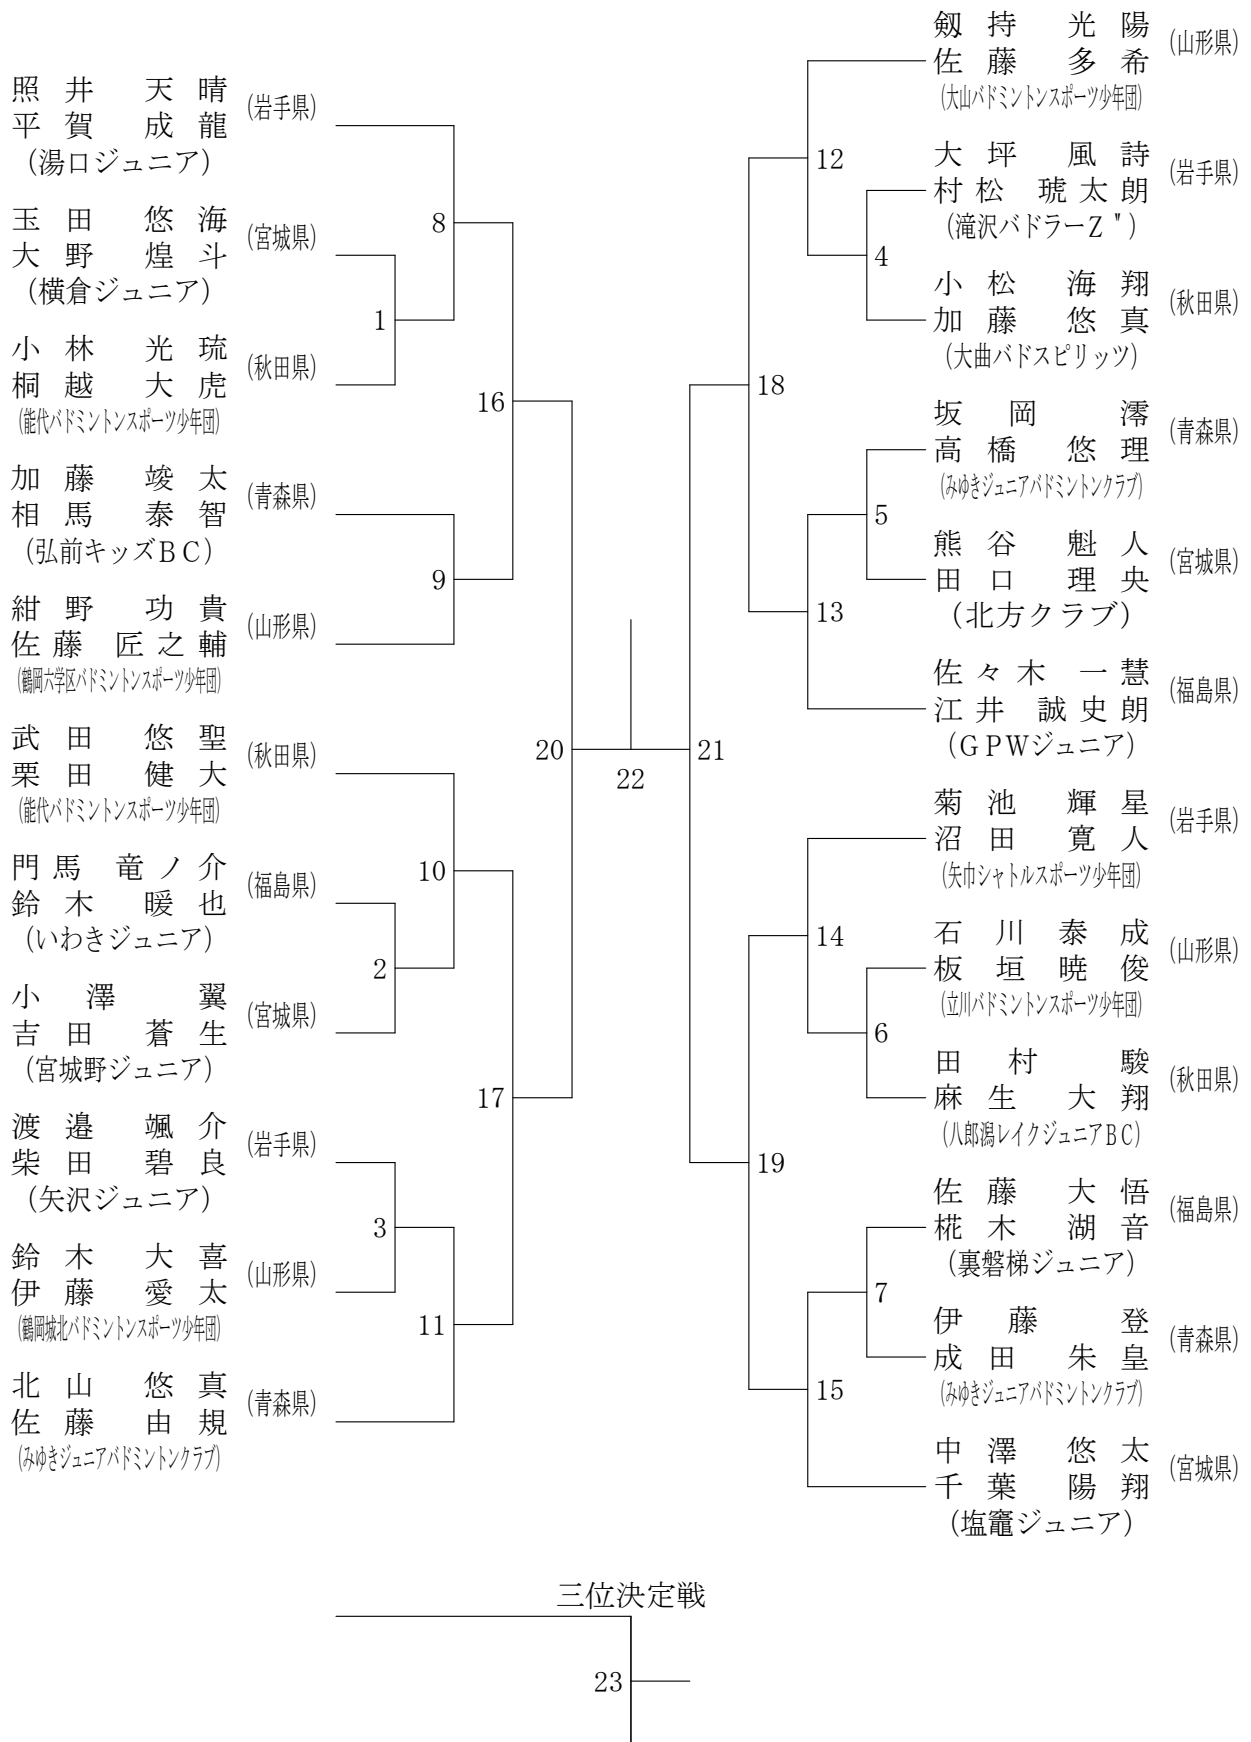 照井 天晴
平賀 成龍
(岩手県)
(湯口ジュニア)
玉田 悠海
大野 煌斗
(宮城県)
(横倉ジュニア)
小林 光琉
桐越 大虎
(秋田県)
(能代バドミントンスポーツ少年団)
加藤 竣太
相馬 泰智
(青森県)
(弘前キッズBC)
紺野 功貴
佐藤 匠之輔
(山形県)
(鶴岡六学区バドミントンスポーツ少年団)
武田 悠聖
栗田 健大
(秋田県)
(能代バドミントンスポーツ少年団)
門馬 竜ノ介
鈴木 暖也
(福島県)
(いわきジュニア)
小澤 翼
吉田 蒼生
(宮城県)
(宮城野ジュニア)
渡邉 颯介
柴田 碧良
(岩手県)
(矢沢ジュニア)
鈴木 大喜
伊藤 愛太
(山形県)
(鶴岡城北バドミントンスポーツ少年団)
北山 悠真
佐藤 由規
(青森県)
(みゆきジュニアバドミントンクラブ)
8
1
16
9
20
10
2
17
3
11
22
21
12
4
18
5
13
14
6
19
7
15
剱持 光陽
佐藤 多希
(山形県)
(大山バドミントンスポーツ少年団)
大坪 風詩
村松 琥太朗
(岩手県)
(滝沢バドラーZ")
小松 海翔
加藤 悠真
(秋田県)
(大曲バドスピリッツ)
坂岡 澪
高橋 悠理
(青森県)
(みゆきジュニアバドミントンクラブ)
熊谷 魁人
田口 理央
(宮城県)
(北方クラブ)
佐々木 一慧
江井 誠史朗
(福島県)
(GPWジュニア)
菊池 輝星
沼田 寛人
(岩手県)
(矢巾シャトルスポーツ少年団)
石川泰成
板垣暁俊
(山形県)
(立川バドミントンスポーツ少年団)
田村 駿
麻生 大翔
(秋田県)
(八郎潟レイクジュニアBC)
佐藤 大悟
椛木 湖音
(福島県)
(裏磐梯ジュニア)
伊藤 登
成田 朱皇
(青森県)
(みゆきジュニアバドミントンクラブ)
中澤 悠太
千葉 陽翔
(宮城県)
(塩竈ジュニア)
三位決定戦
23